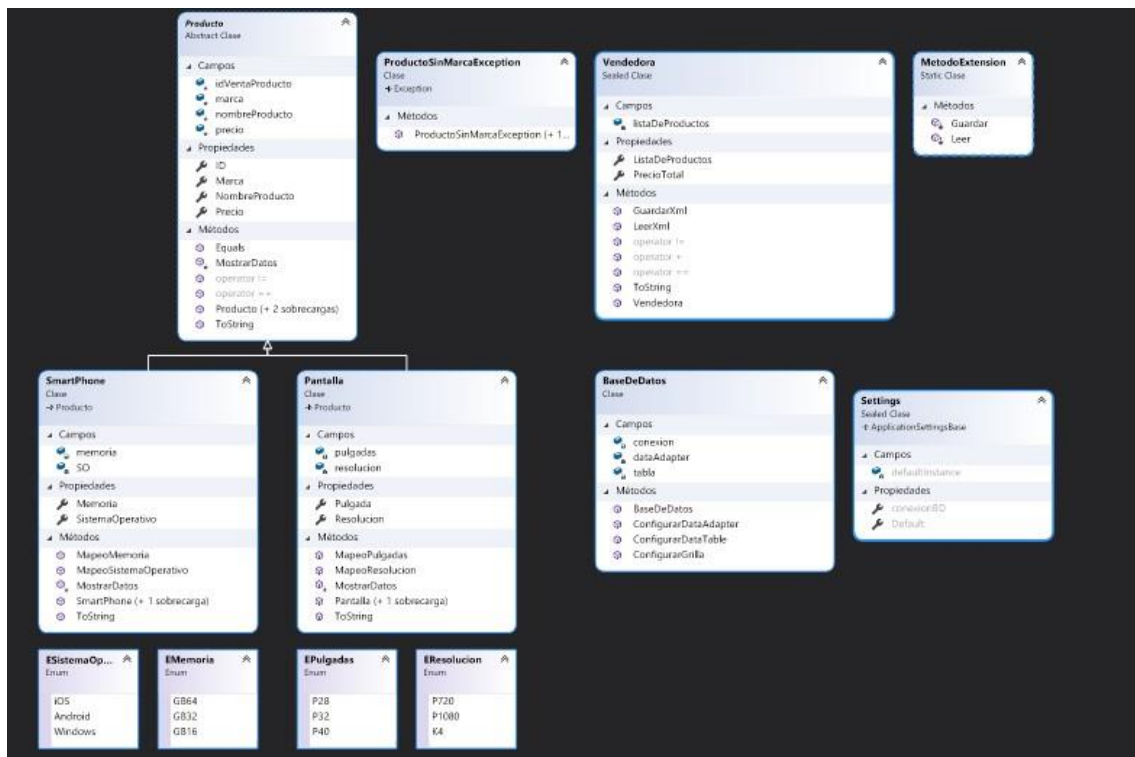 Producto
Abstract Clase
Campos
idVentaProducto
marca
nombreProducto
precio
Propiedades
ID
Marca
NombreProducto
Precio
Métodos
Equals
MostrarDatos
operator !=
operator ==
Producto (+ 2 sobrecargas)
ToString
ProductoSinMarcaException
Clase
Exception
Métodos
ProductoSinMarcaException (+ 1...
Vendedora
Sealed Clase
Campos
listaDeProductos
Propiedades
ListaDeProductos
PrecioTotal
Métodos
GuardarXml
LeerXml
operator !=
operator +
operator ==
ToString
Vendedora
MetodoExtension
Static Clase
Métodos
Guardar
Leer
SmartPhone
Clase
Producto
Campos
memoria
SO
Propiedades
Memoria
SistemaOperativo
Métodos
MapeoMemoria
MapeoSistemaOperativo
MostrarDatos
SmartPhone (+ 1 sobrecarga)
ToString
Pantalla
Clase
Producto
Campos
pulgadas
resolucion
Propiedades
Pulgada
Resolucion
Métodos
MapeoPulgadas
MapeoResolucion
MostrarDatos
Pantalla (+ 1 sobrecarga)
ToString
BaseDeDatos
Clase
Campos
conexion
dataAdapter
tabla
Métodos
BaseDeDatos
ConfigurarDataAdapter
ConfigurarDataTable
ConfigurarGrilla
Settings
Sealed Clase
ApplicationSettingsBase
Campos
defaultInstance
Propiedades
conexionBD
Default
ESistemaOp...
Enum
iOS
Android
Windows
EMemoria
Enum
GB64
GB32
GB16
EPulgadas
Enum
P28
P32
P40
EResolucion
Enum
P720
P1080
K4